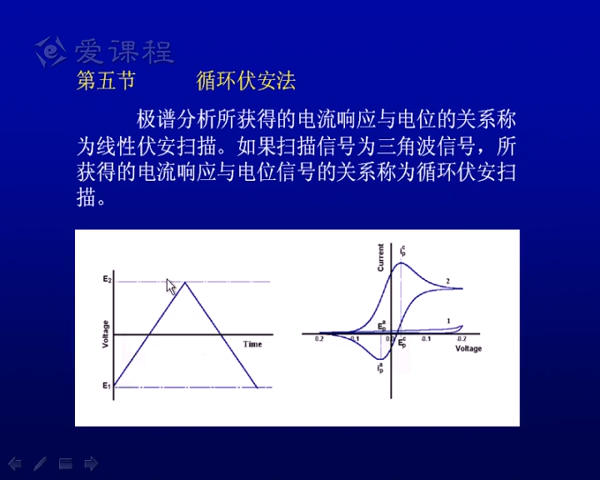 爱课程
第五节 循环伏安法
极谱分析所获得的电流响应与电位的关系称
为线性伏安扫描。如果扫描信号为三角波信号，所
获得的电流响应与电位信号的关系称为循环伏安扫
描。
E2
Voltage
Time
E1
Current
ipc
2
Epa
1
0.2 0.1 Epc 0.1 0.2
Voltage
ipa